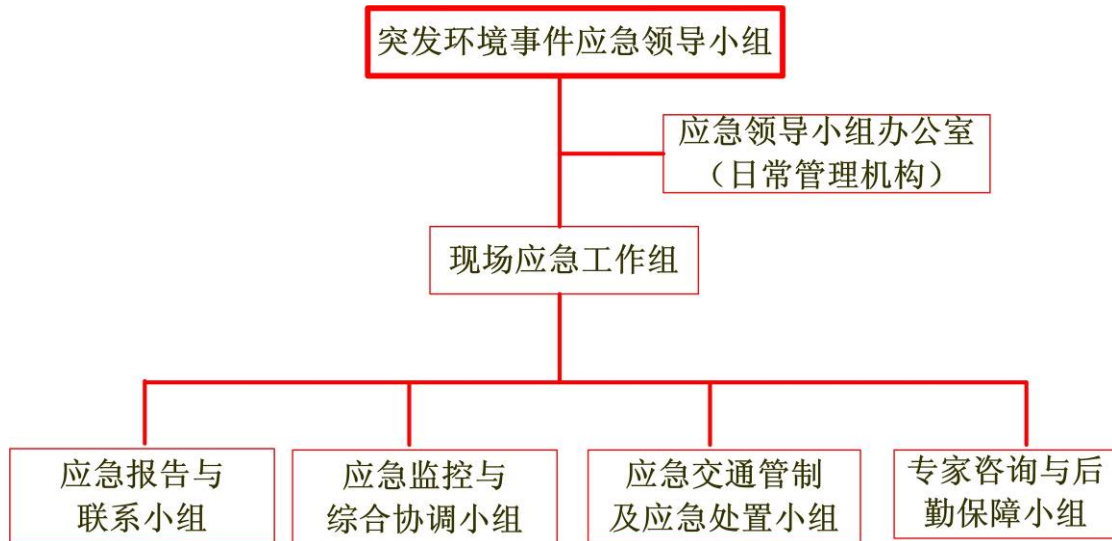 突发环境事件应急领导小组
应急领导小组办公室
（日常管理机构）
现场应急工作组
应急报告与
联系小组
应急监控与
综合协调小组
应急交通管制
及应急处置小组
专家咨询与后
勤保障小组